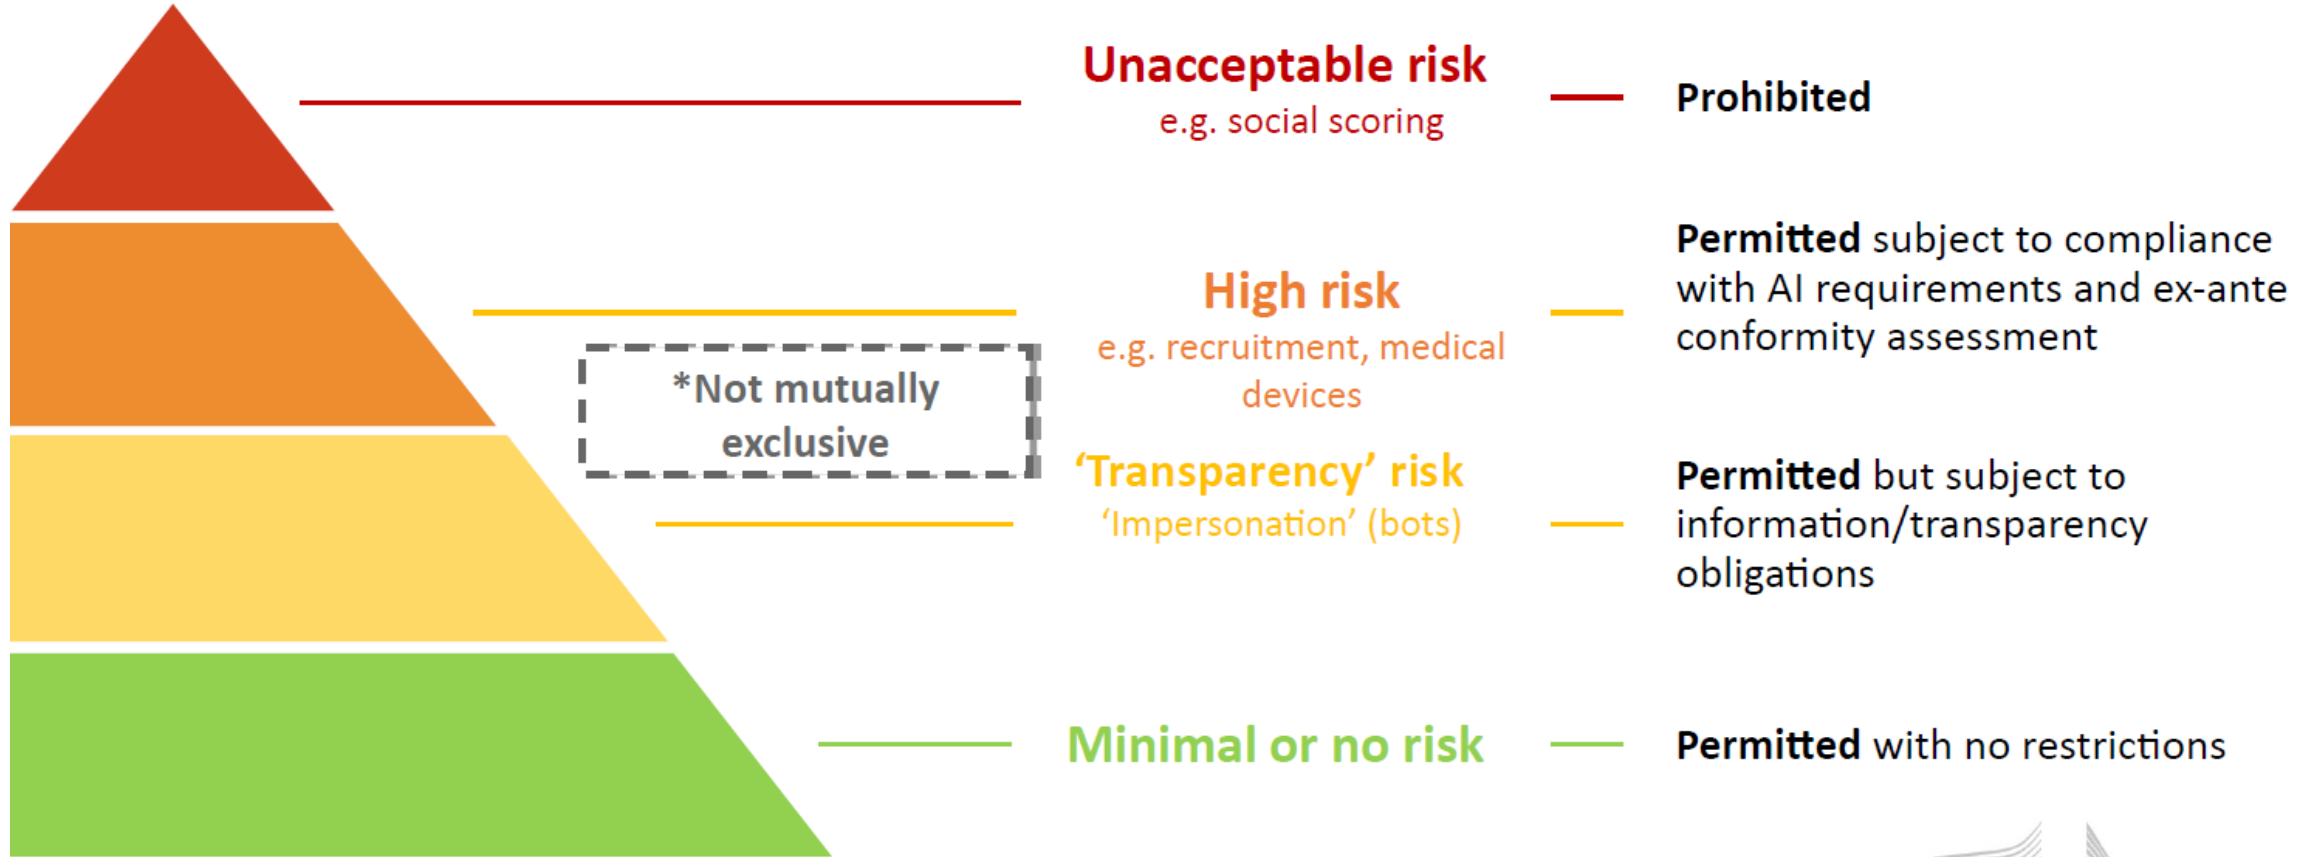 Unacceptable risk
e.g. social scoring
Prohibited
High risk
e.g. recruitment, medical
devices
Permitted subject to compliance
with AI requirements and ex-ante
conformity assessment
*Not mutually
exclusive
‘Transparency’ risk
‘Impersonation’ (bots)
Permitted but subject to
information/transparency
obligations
Minimal or no risk
Permitted with no restrictions